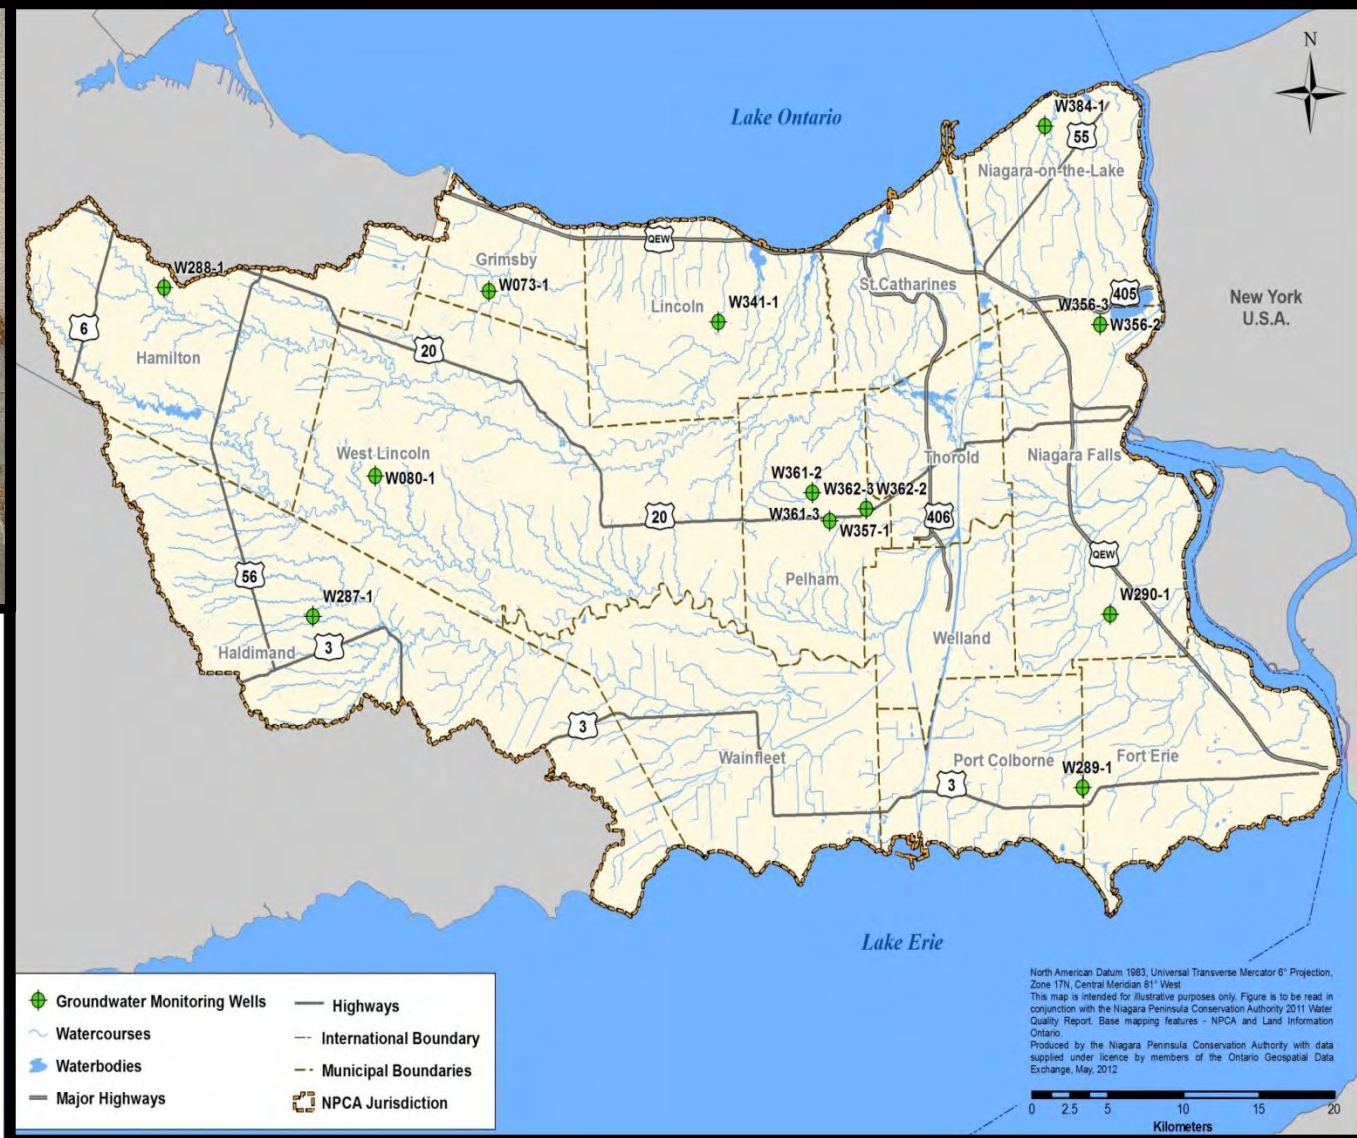 N
Lake Ontario
W384-1
55
Niagara-on-the-Lake
QEW
Grimsby
W288-1
W073-1
St.Catharines
405
New York
U.S.A.
Lincoln
W341-1
W356-3
W356-2
6
Hamilton
20
West Lincoln
W080-1
Thorold
Niagara Falls
W361-2
W362-3
W362-2
20
W361-3
W357-1
406
QEW
56
Pelham
W287-1
W290-1
Haldimand
3
Welland
3
Wainfleet
Port Colborne
Fort Erie
W289-1
3
Lake Erie
Groundwater Monitoring Wells
Watercourses
Waterbodies
Major Highways
Highways
International Boundary
Municipal Boundaries
NPCA Jurisdiction
North American Datum 1983, Universal Transverse Mercator 6° Projection,
Zone 17N, Central Meridian 81° West
This map is intended for illustrative purposes only. Figure is to be read in
conjunction with the Niagara Peninsula Conservation Authority 2011 Water
Quality Report. Base mapping features - NPCA and Land Information
Ontario.
Produced by the Niagara Peninsula Conservation Authority with data
supplied under licence by members of the Ontario Geospatial Data
Exchange, May, 2012
0 2.5 5 10 15 20
Kilometers